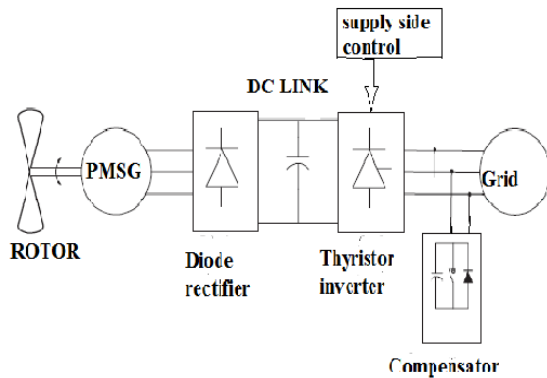 supply side
control
DC LINK
PMSG
Grid
ROTOR
Diode
rectifier
Thyristor
inverter
Compensator